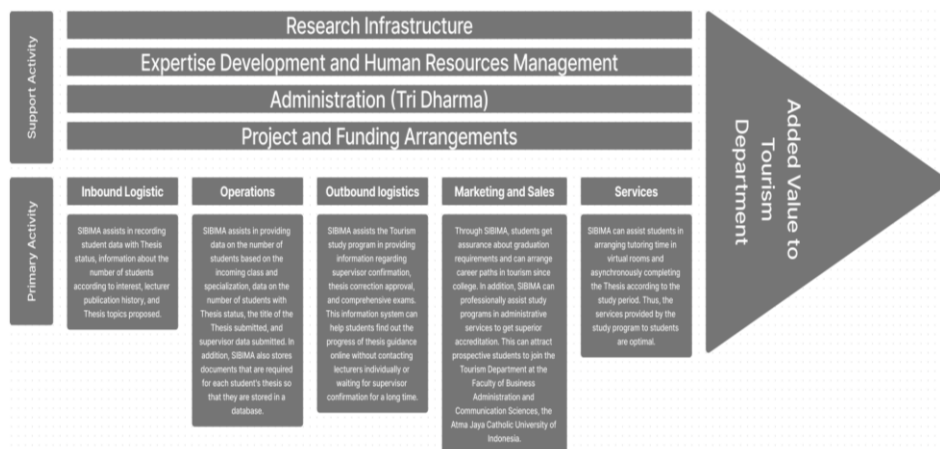 Support Activity
Research Infrastructure
Expertise Development and Human Resources Management
Administration (Tri Dharma)
Project and Funding Arrangements
Added Value to
Tourism
Department
Primary Activity
Inbound Logistic
SIBIMA assists in recording
student data with Thesis
status, information about the
number of students
according to interest, lecturer
publication history, and
Thesis topics proposed.
Operations
SIBIMA assists in providing
data on the number of
students based on the
incoming class and
specialization, data on the
number of students with
Thesis status, the title of the
Thesis submitted, and
supervisor data submitted. In
addition, SIBIMA also stores
documents that are required
for each student's thesis so
that they are stored in a
database.
Outbound logistics
SIBIMA assists the Tourism
study program in providing
information regarding
supervisor confirmation,
thesis correction approval,
and comprehensive exams.
This information system can
help students find out the
progress of thesis guidance
online without contacting
lecturers individually or
waiting for supervisor
confirmation for a long time.
Marketing and Sales
Through SIBIMA, students get
assurance about graduation
requirements and can arrange
career paths in tourism since
college. In addition, SIBIMA can
professionally assist study
programs in administrative
services to get superior
accreditation. This can attract
prospective students to join the
Tourism Department at the
Faculty of Business
Administration and
Communication Sciences, the
Atma Jaya Catholic University of
Indonesia.
Services
SIBIMA can assist students in
arranging tutoring time in
virtual rooms and
asynchronously completing
the Thesis according to the
study period. Thus, the
services provided by the
study program to students
are optimal.